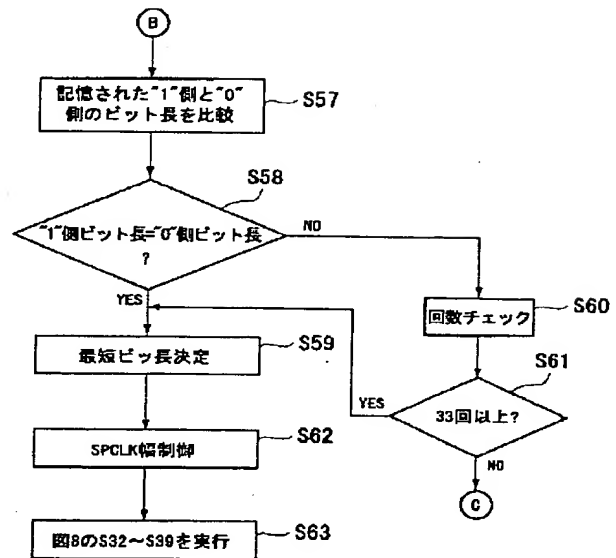 B
記憶された"1"側と"0"
側のビット長を比較
S57
S58
"1"側ビット長="0"側ビット長
?
NO
YES
回数チェック
S60
最短ビッ長決定
S59
S61
33回以上?
YES
NO
C
SPCLK幅制御
S62
図8のS32～S39を実行
S63